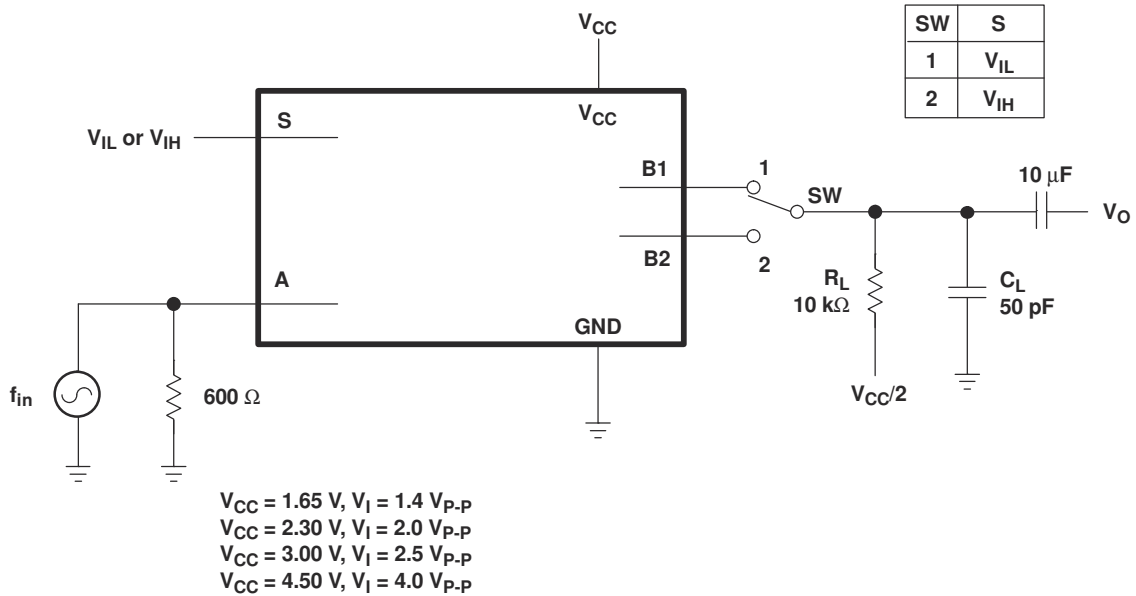 VCC
SW S
1 VIL
2 VIH
VCC
S
VIL or VIH
B1
1
SW
10 µF
VO
B2
2
A
RL
10 kΩ
CL
50 pF
GND
fin
600 Ω
VCC/2
VCC = 1.65 V, VI = 1.4 VP-P
VCC = 2.30 V, VI = 2.0 VP-P
VCC = 3.00 V, VI = 2.5 VP-P
VCC = 4.50 V, VI = 4.0 VP-P